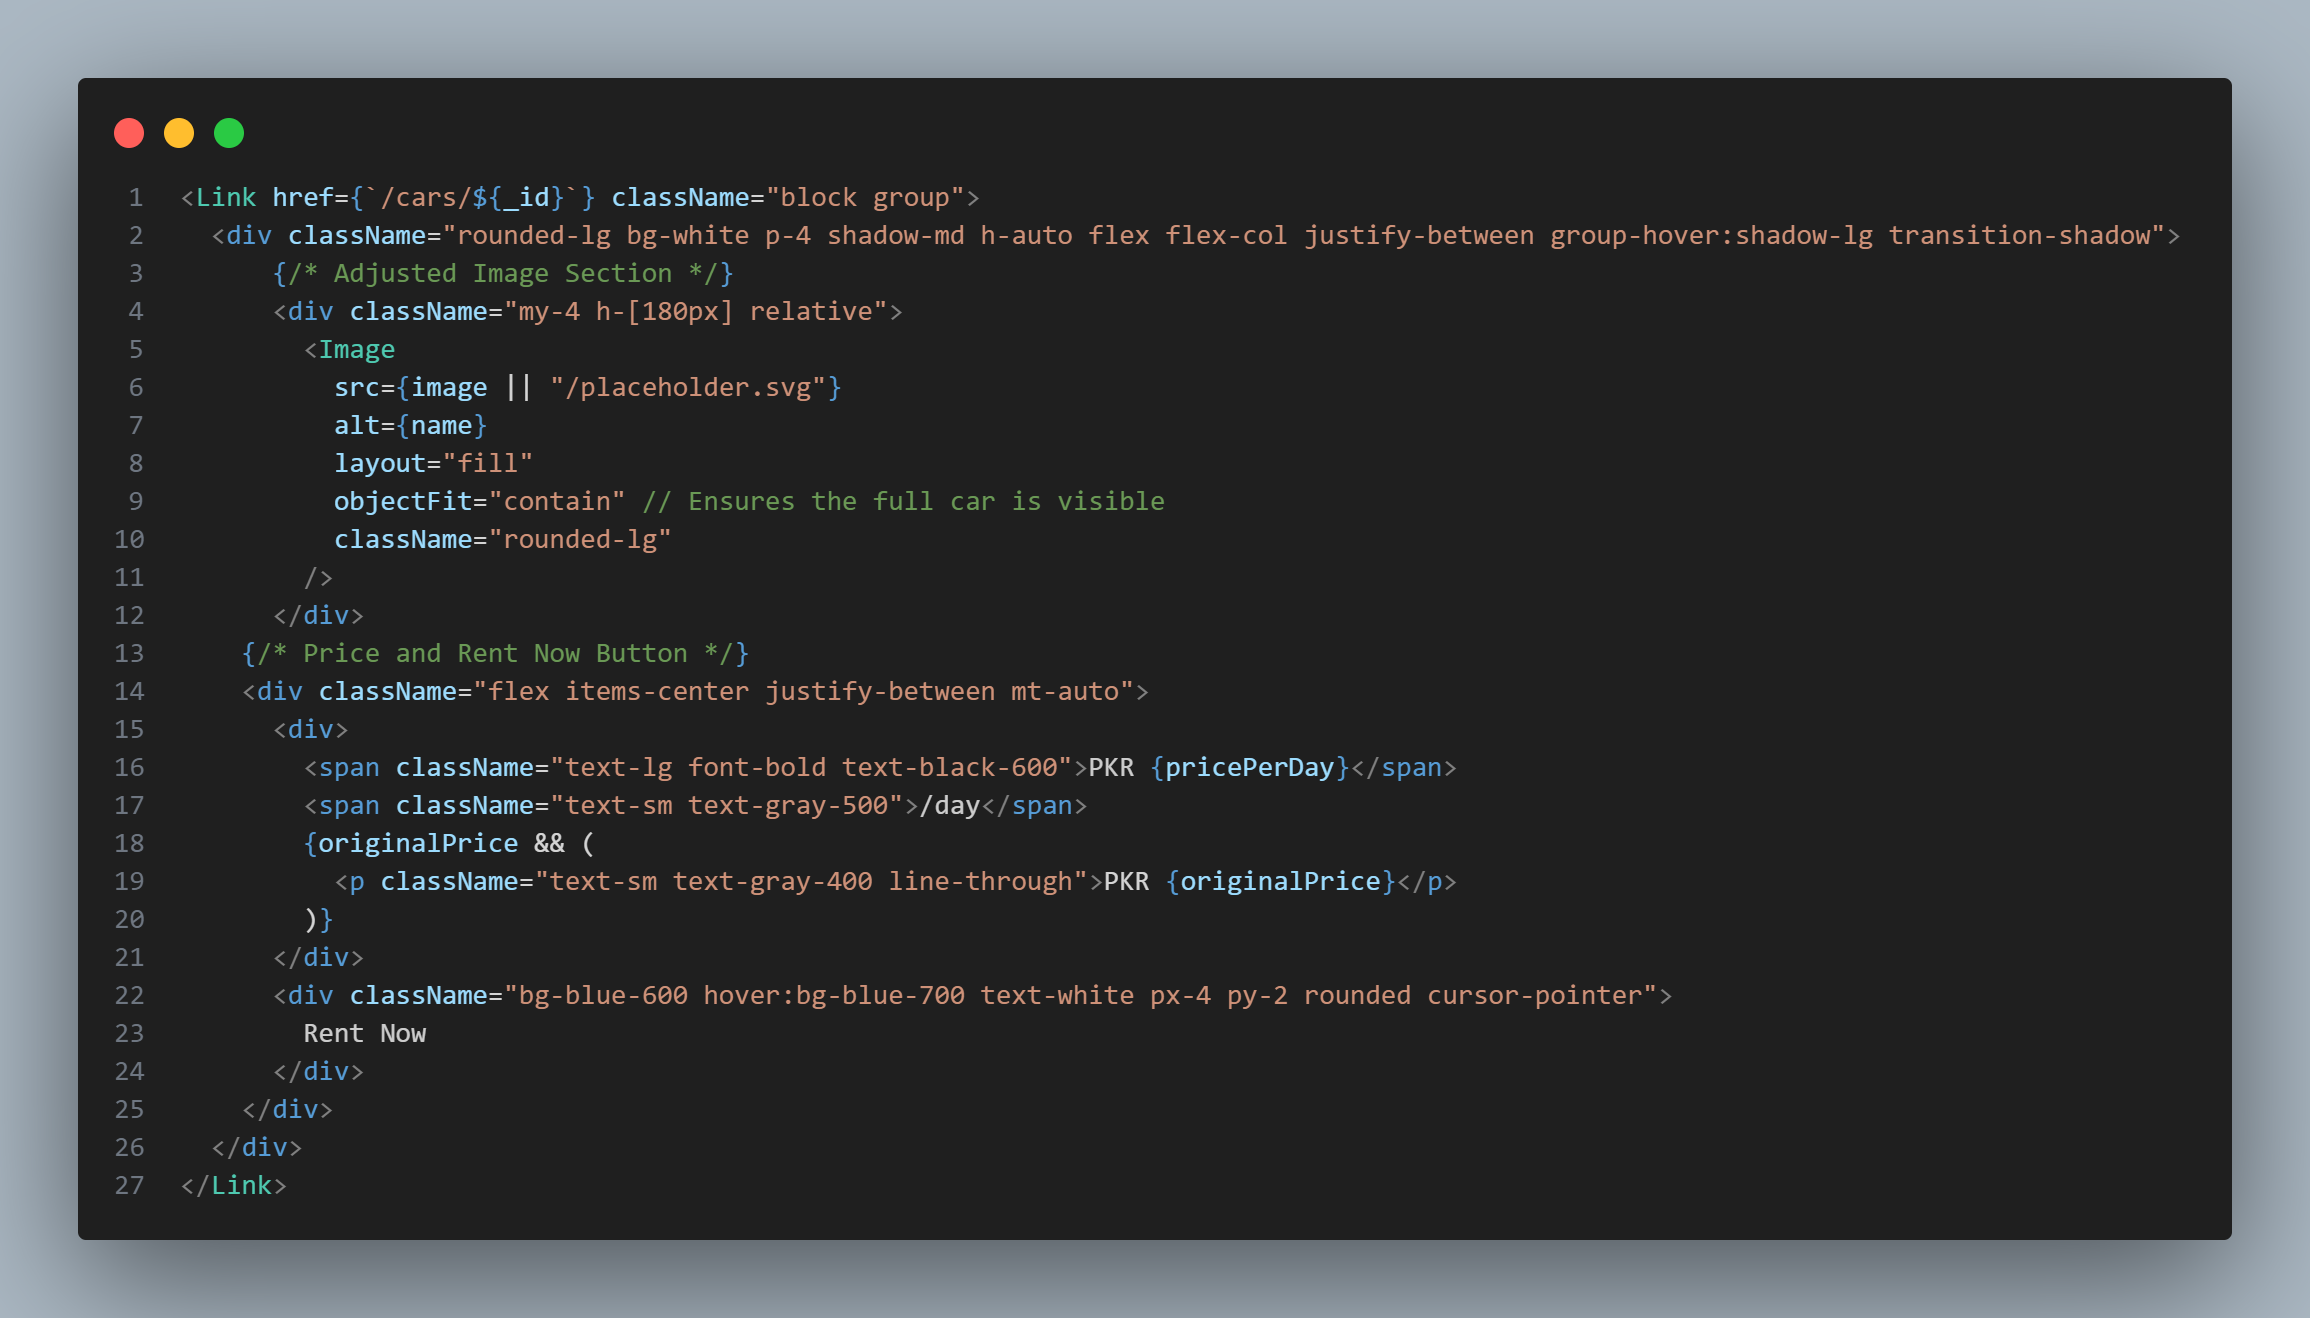 1 <Link href={`/cars/${_id}`} className="block group">
2   <div className="rounded-lg bg-white p-4 shadow-md h-auto flex flex-col justify-between group-hover:shadow-lg transition-shadow">
3       {/* Adjusted Image Section */}
4       <div className="my-4 h-[180px] relative">
5         <Image
6           src={image || "/placeholder.svg"}
7           alt={name}
8           layout="fill"
9           objectFit="contain" // Ensures the full car is visible
10           className="rounded-lg"
11         />
12       </div>
13     {/* Price and Rent Now Button */}
14     <div className="flex items-center justify-between mt-auto">
15       <div>
16         <span className="text-lg font-bold text-black-600">PKR {pricePerDay}</span>
17         <span className="text-sm text-gray-500">/day</span>
18         {originalPrice && (
19           <p className="text-sm text-gray-400 line-through">PKR {originalPrice}</p>
20         )}
21       </div>
22       <div className="bg-blue-600 hover:bg-blue-700 text-white px-4 py-2 rounded cursor-pointer">
23         Rent Now
24       </div>
25     </div>
26   </div>
27 </Link>